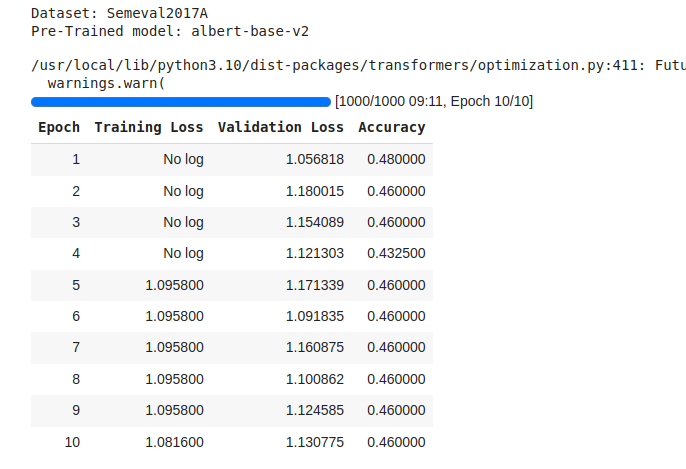 Dataset: Semeval2017A
Pre-Trained model: albert-base-v2
/usr/local/lib/python3.10/dist-packages/transformers/optimization.py:411: Futu
warnings.warn(
[1000/1000 09:11, Epoch 10/10]
Epoch Training Loss Validation Loss Accuracy
1 No log 1.056818 0.480000
2 No log 1.180015 0.460000
3 No log 1.154089 0.460000
4 No log 1.121303 0.432500
5 1.095800 1.171339 0.460000
6 1.095800 1.091835 0.460000
7 1.095800 1.160875 0.460000
8 1.095800 1.100862 0.460000
9 1.095800 1.124585 0.460000
10 1.081600 1.130775 0.460000